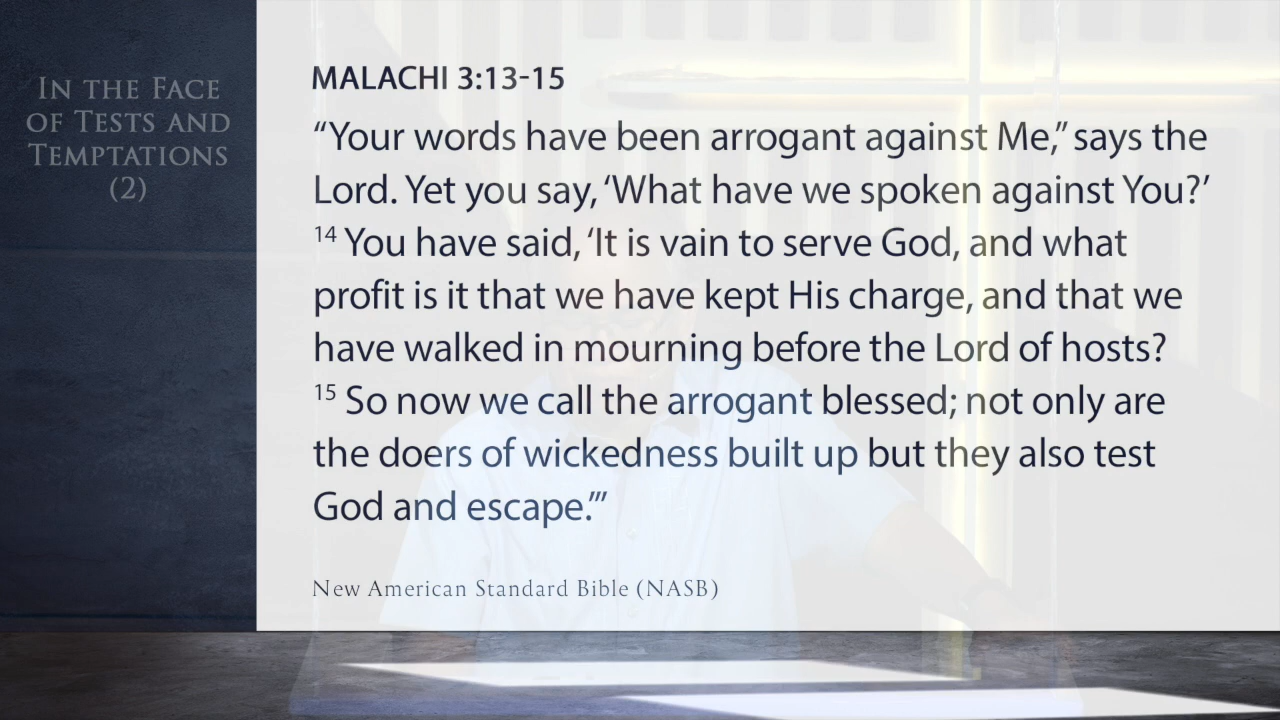 In the Face
of Tests and
Temptations
(2)
MALACHI 3:13-15
“Your words have been arrogant against Me,” says the
Lord. Yet you say, ‘What have we spoken against You?’
14 You have said, ‘It is vain to serve God, and what
profit is it that we have kept His charge, and that we
have walked in mourning before the Lord of hosts?
15 So now we call the arrogant blessed; not only are
the doers of wickedness built up but they also test
God and escape.’”
New American Standard Bible (NASB)